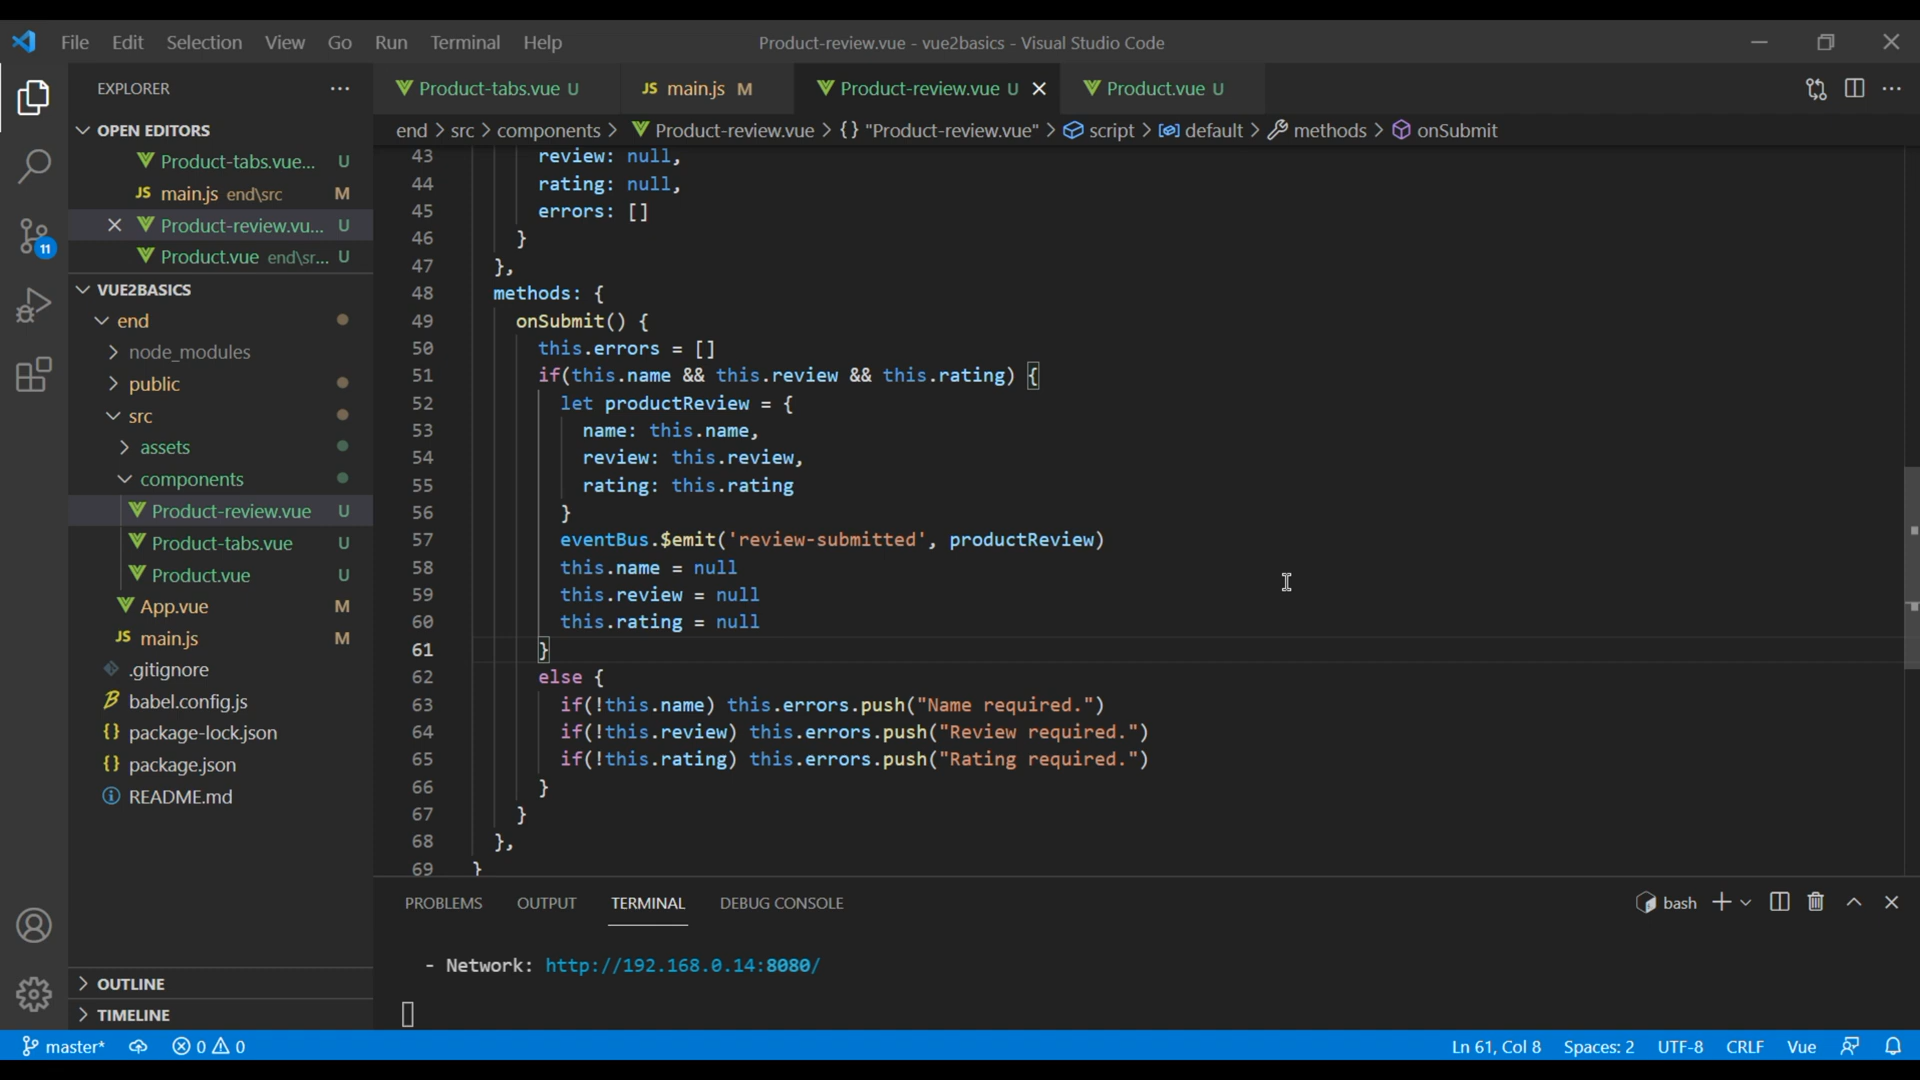 File Edit Selection View Go Run Terminal Help Product-review.vue - vue2basics - Visual Studio Code
EXPLORER
Product-tabs.vue U JS main.js M Product-review.vue U Product.vue U
OPEN EDITORS
end > src > components > Product-review.vue > {} "Product-review.vue" > script > default > methods > onSubmit
Product-tabs.vue... U
JS main.js end\src M
Product-review.vu... U
Product.vue end\sr... U
VUE2BASICS
end
node_modules
public
src
assets
components
Product-review.vue U
Product-tabs.vue U
Product.vue U
App.vue M
JS main.js M
.gitignore
babel.config.js
{} package-lock.json
{} package.json
README.md
OUTLINE
TIMELINE
11
43 review: null,
44 rating: null,
45 errors: []
46 }
47 },
48 methods: {
49 onSubmit() {
50 this.errors = []
51 if(this.name && this.review && this.rating) {
52 let productReview = {
53 name: this.name,
54 review: this.review,
55 rating: this.rating
56 }
57 eventBus.$emit('review-submitted', productReview)
58 this.name = null
59 this.review = null
60 this.rating = null
61 }
62 else {
63 if(!this.name) this.errors.push("Name required.")
64 if(!this.review) this.errors.push("Review required.")
65 if(!this.rating) this.errors.push("Rating required.")
66 }
67 }
68 },
69 }
PROBLEMS OUTPUT TERMINAL DEBUG CONSOLE bash
- Network: http://192.168.0.14:8080/
master* 0 0 Ln 61, Col 8 Spaces: 2 UTF-8 CRLF Vue